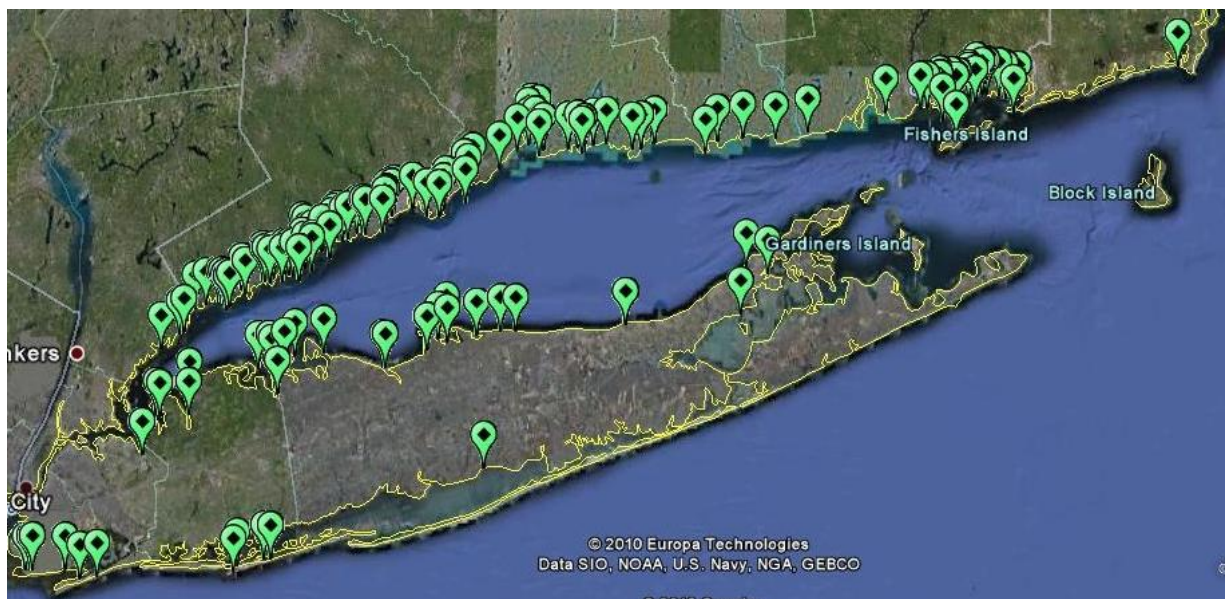 Fishers Island
Block Island
Gardiners Island
nkers
City
© 2010 Europa Technologies
Data SIO, NOAA, U.S. Navy, NGA, GEBCO